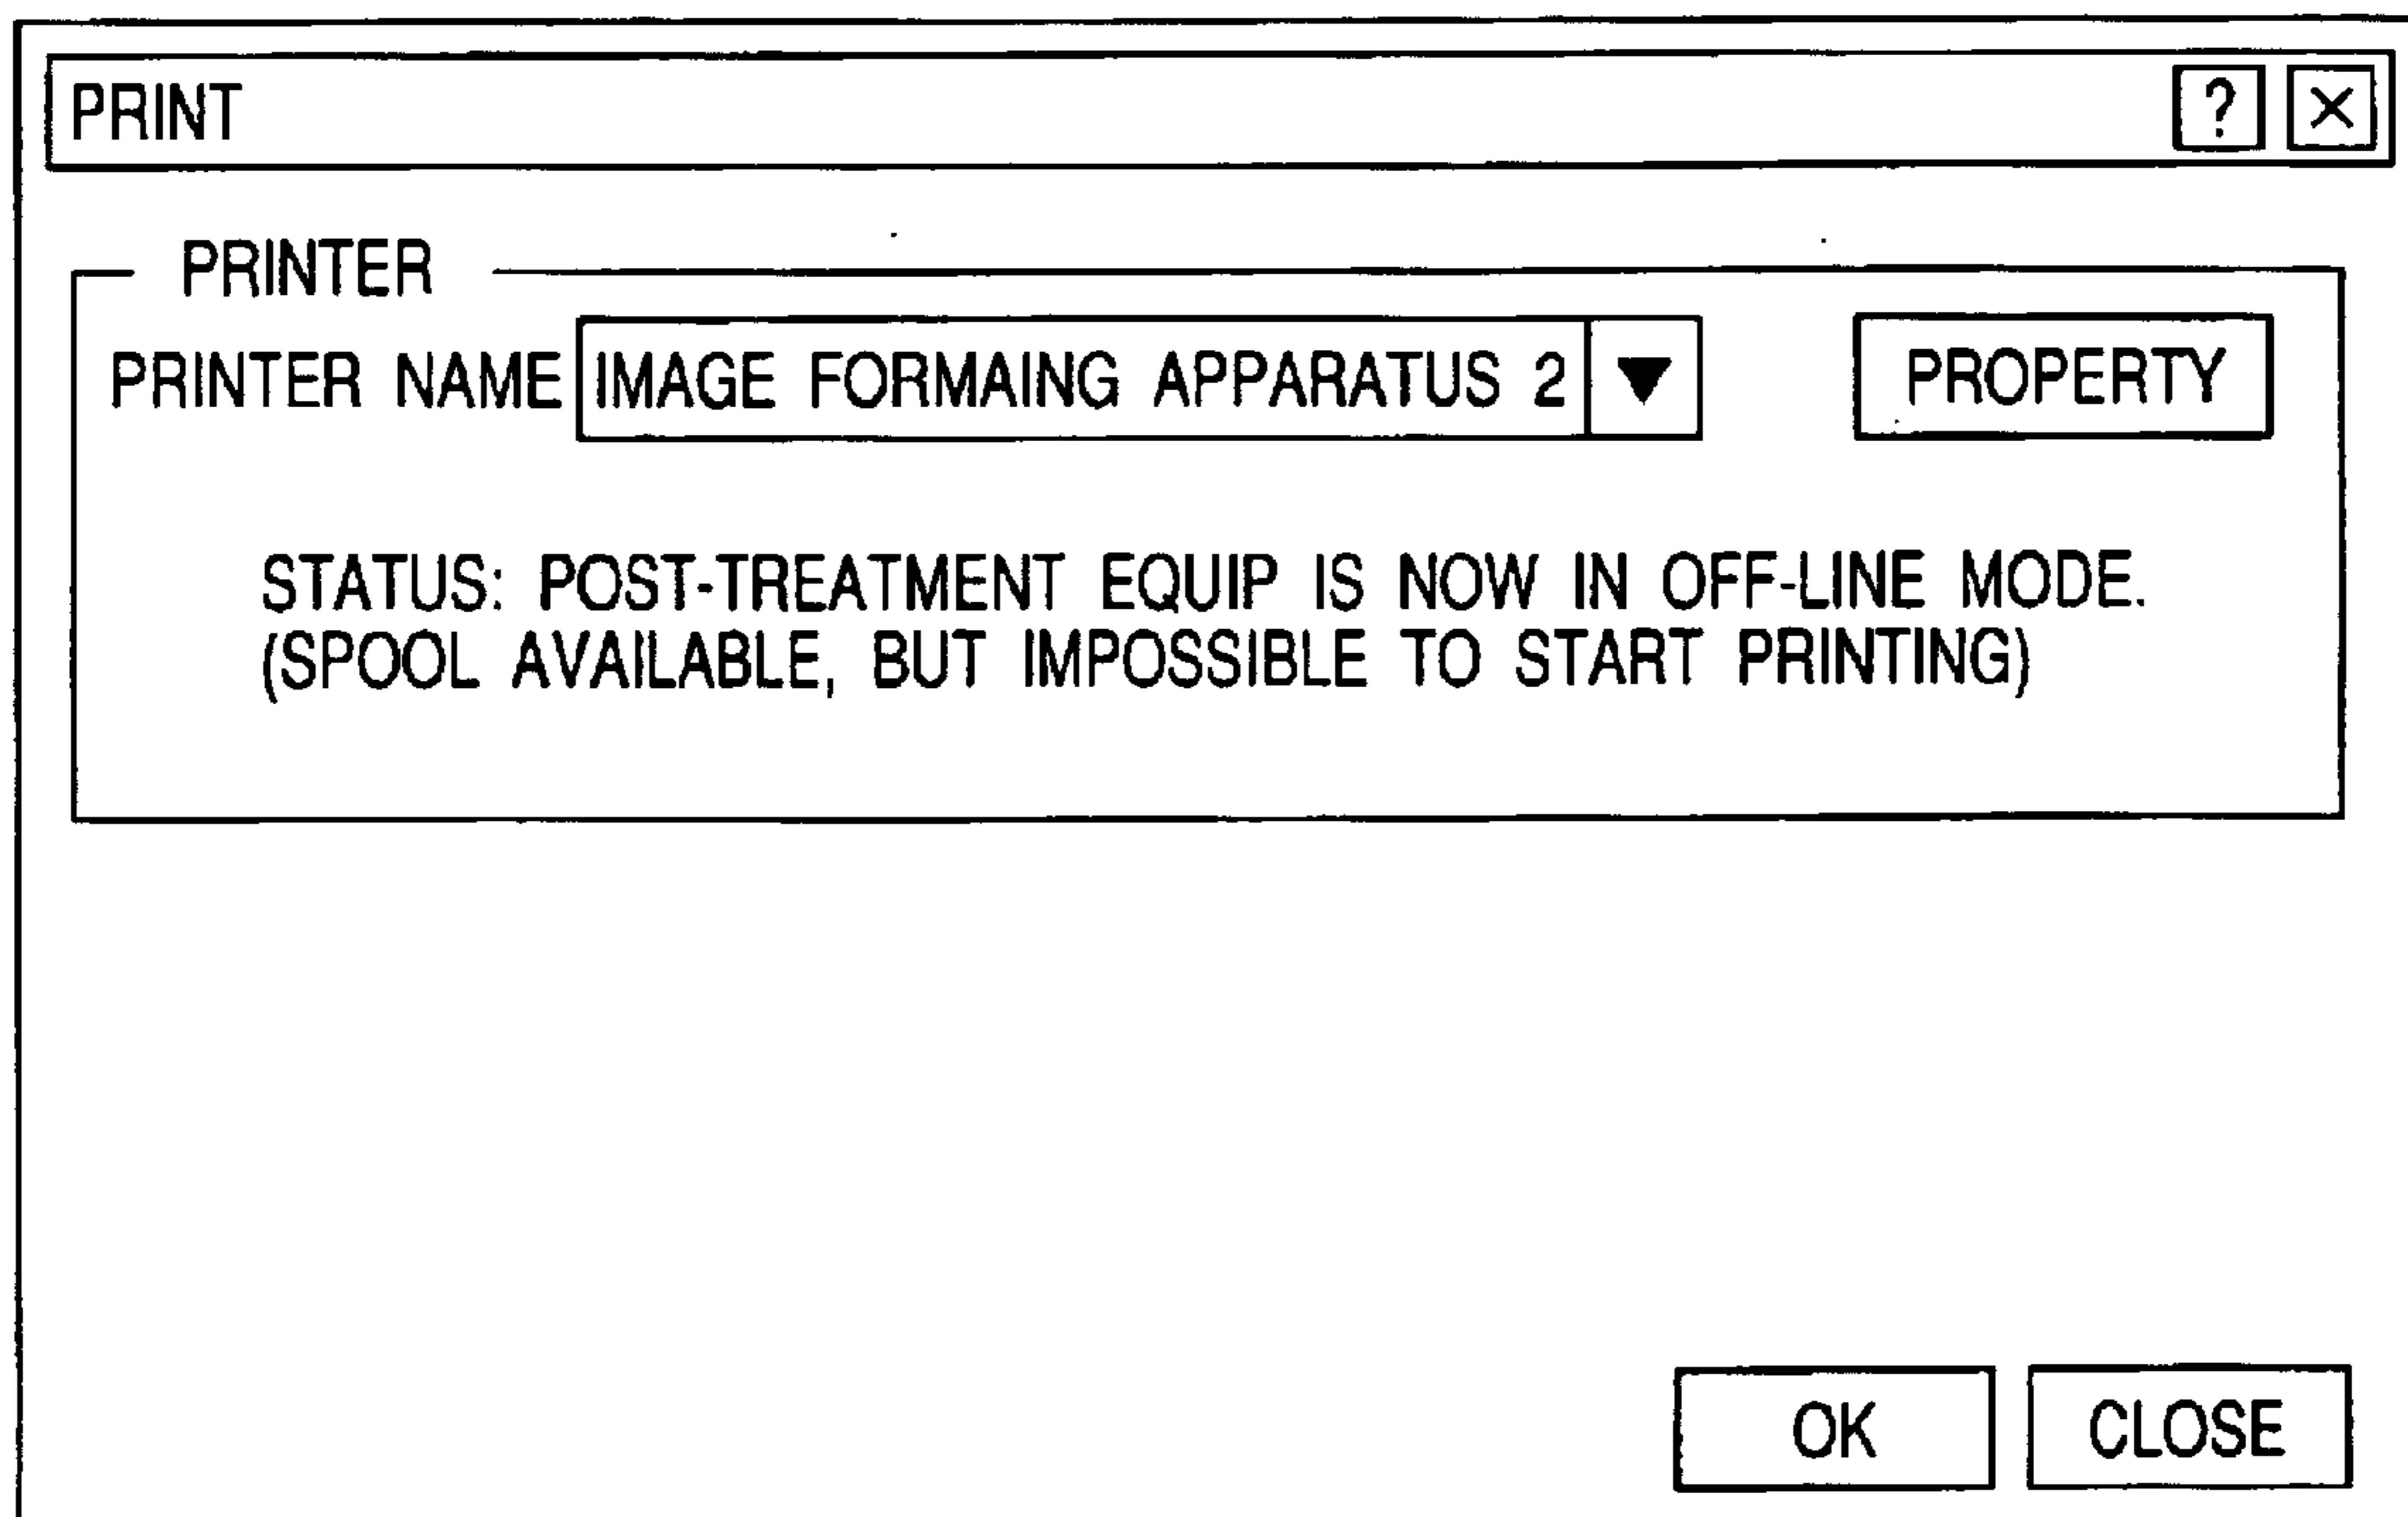 PRINT ? X
PRINTER
PRINTER NAME IMAGE FORMAING APPARATUS 2 ▼ PROPERTY
STATUS: POST-TREATMENT EQUIP IS NOW IN OFF-LINE MODE.
(SPOOL AVAILABLE, BUT IMPOSSIBLE TO START PRINTING)
OK CLOSE